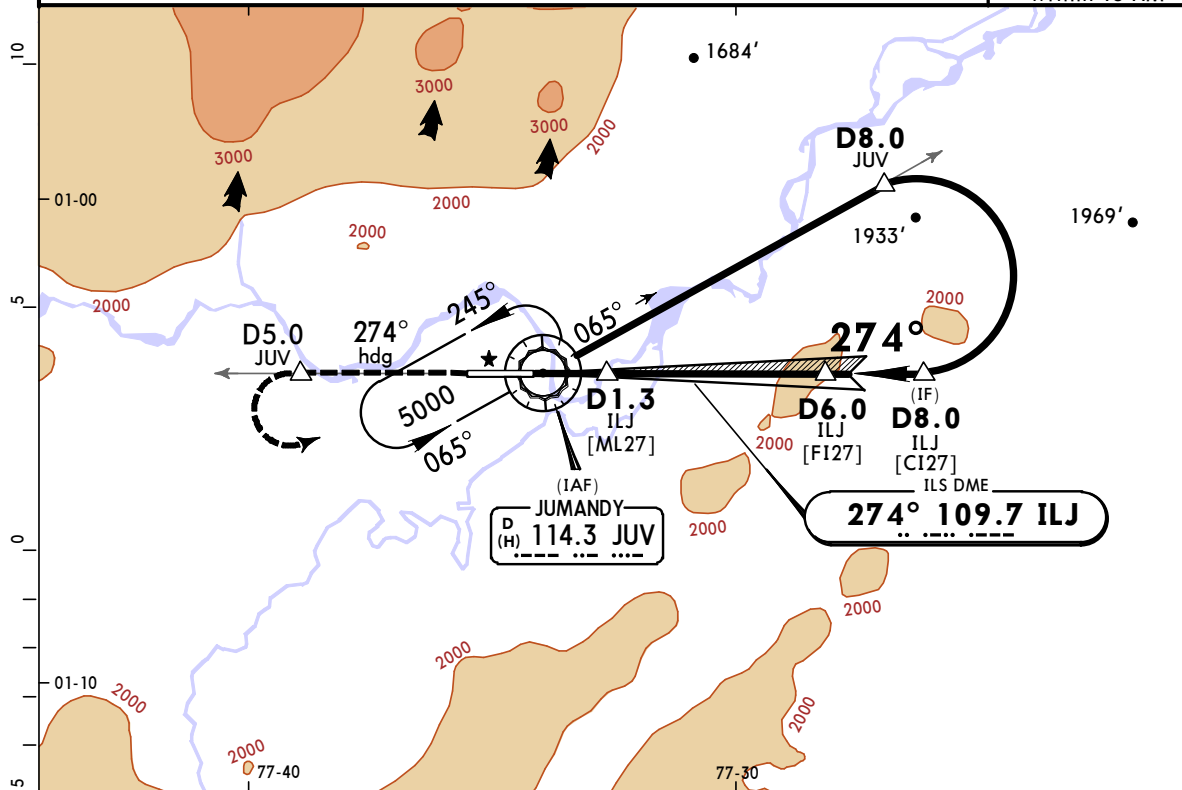 10
1684′
3000
3000
3000
2000
D8.0
JUV
01-00
2000
2000
1933′
1969′
5
2000
2000
D5.0
JUV
274°
hdg
245°
065°
274°
5000
065°
D1.3
ILJ
[ML27]
D6.0
ILJ
[FI27]
(IF)
D8.0
ILJ
[CI27]
2000
(IAF)
JUMANDY
D
(H) 114.3 JUV
2000
ILS DME
274° 109.7 ILJ
0
2000
2000
01-10
2000
2000
2000
77-40
77-30
5